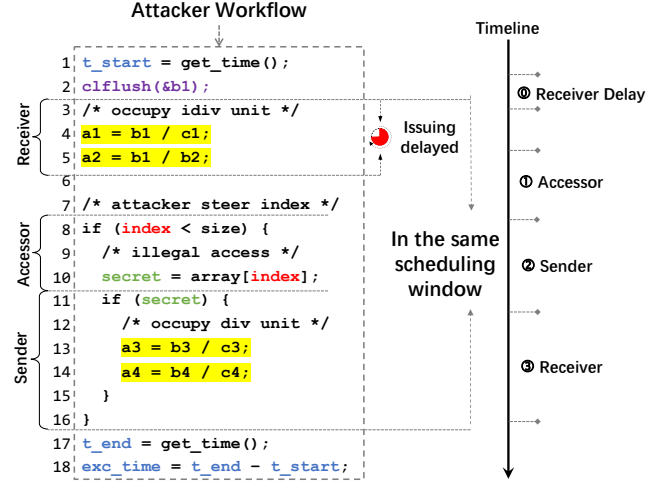 Attacker Workflow
1 t_start = get_time();
2 clflush(&b1);
3 /* occupy idiv unit */
4 a1 = b1 / c1;
5 a2 = b1 / b2;
6
7 /* attacker steer index */
8 if (index < size) {
9 /* illegal access */
10 secret = array[index];
11 if (secret) {
12 /* occupy div unit */
13 a3 = b3 / c3;
14 a4 = b4 / c4;
15 }
16 }
17 t_end = get_time();
18 exc_time = t_end - t_start;
Receiver
Accessor
Sender
Issuing
delayed
In the same
scheduling
window
Timeline
⓪ Receiver Delay
① Accessor
② Sender
③ Receiver